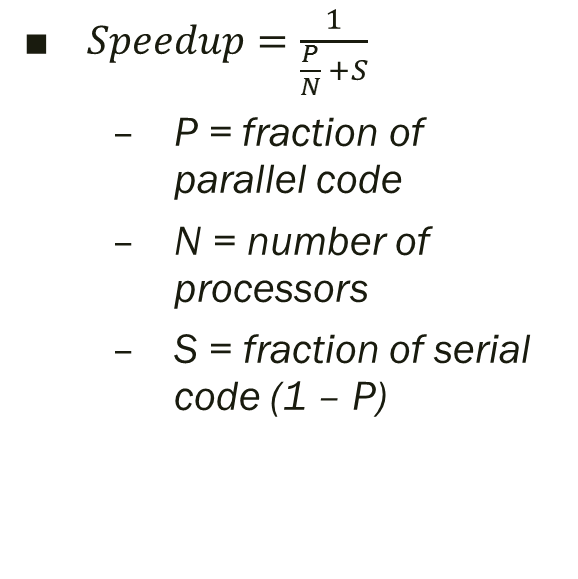 ■ Speedup = 1 / (P/N + S)
– P = fraction of
parallel code
– N = number of
processors
– S = fraction of serial
code (1 – P)